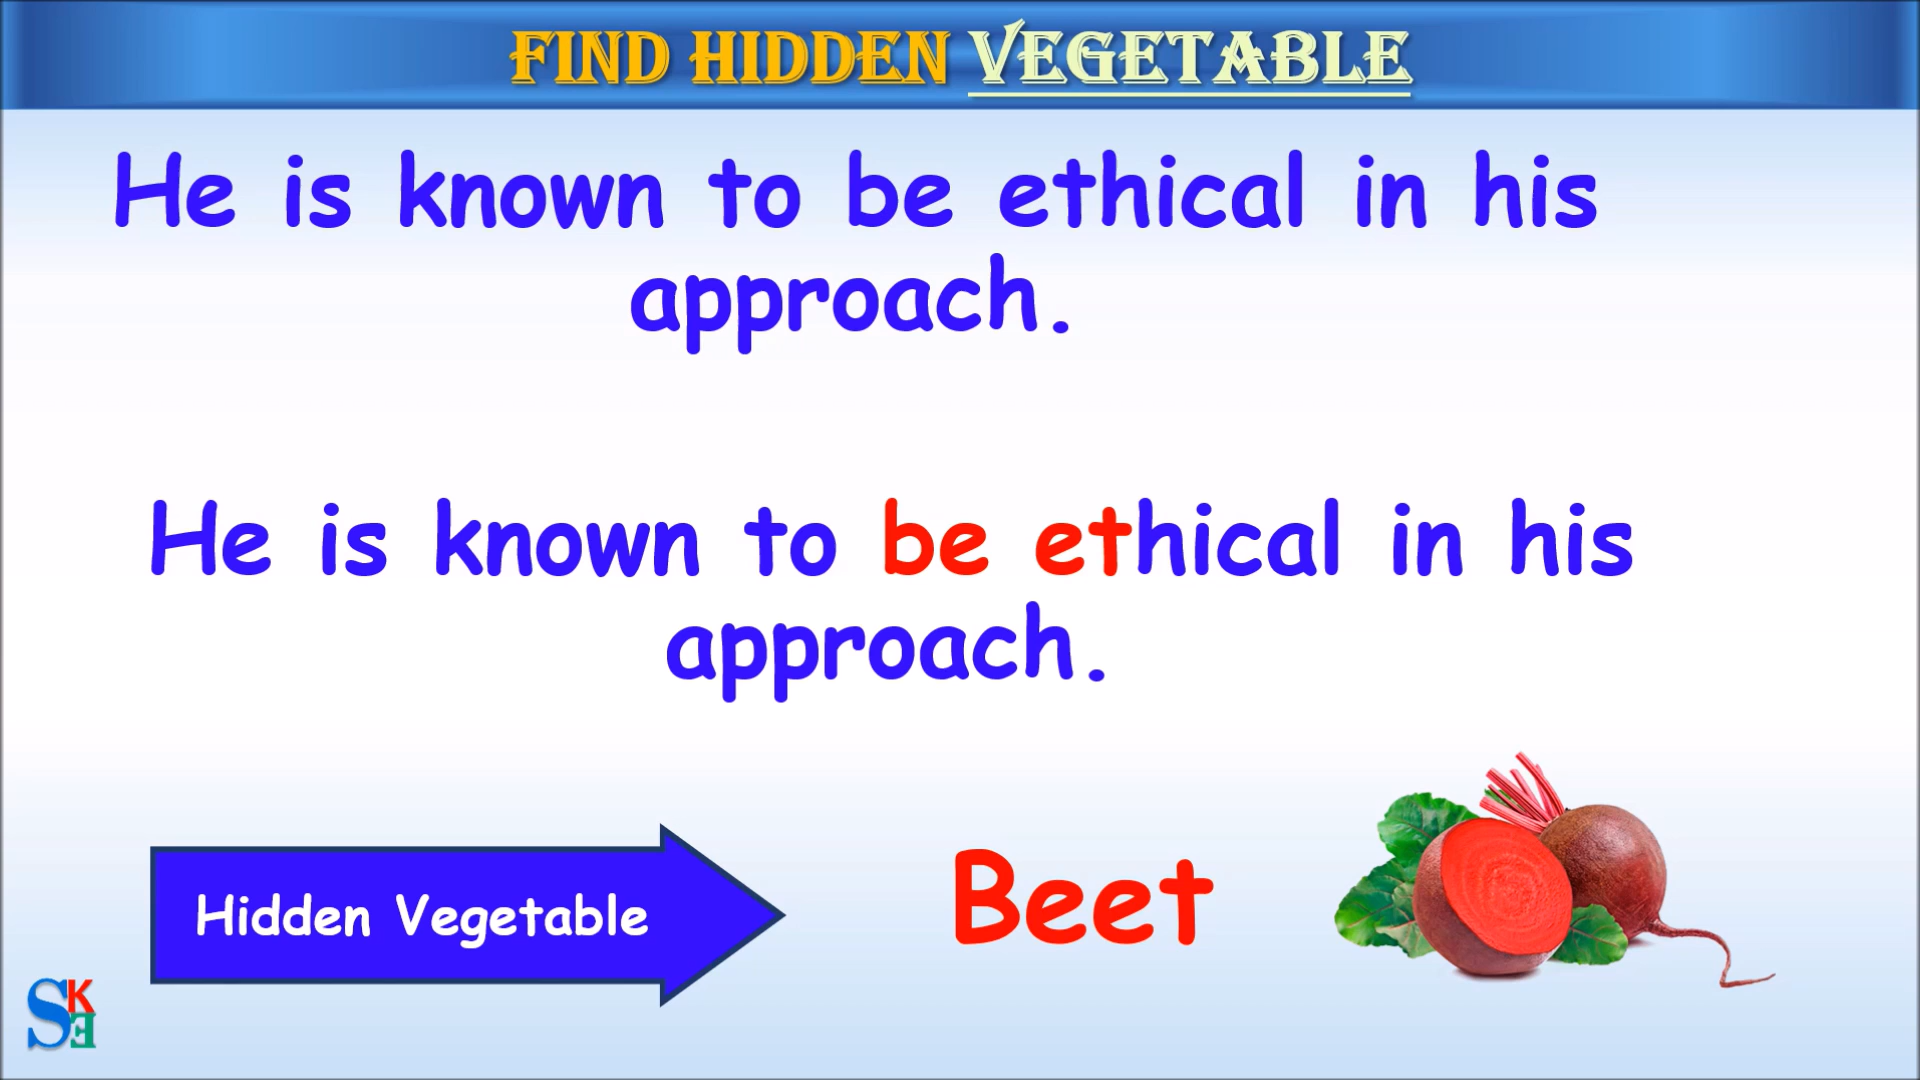 FIND HIDDEN VEGETABLE
He is known to be ethical in his
approach.
He is known to be ethical in his
approach.
Hidden Vegetable
Beet
SKE